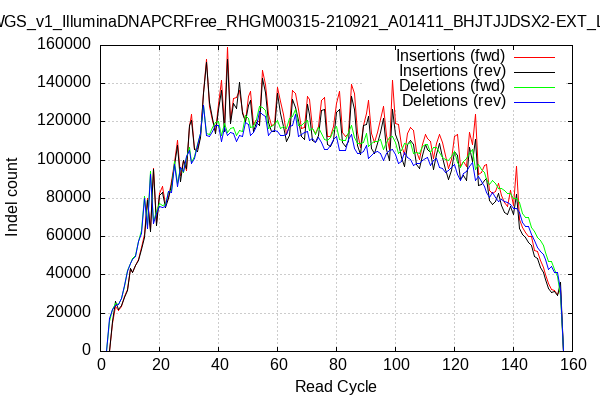 WGS_v1_IlluminaDNAPCRFree_RHGM00315-210921_A01411_BHJTJJDSX2-EXT_L
Insertions (fwd)
Insertions (rev)
Deletions (fwd)
Deletions (rev)
Indel count
160000
140000
120000
100000
80000
60000
40000
20000
0
0 20 40 60 80 100 120 140 160
Read Cycle